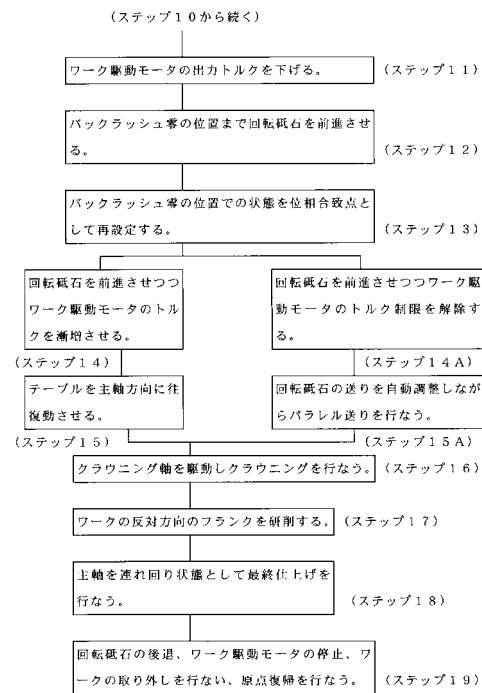 （ステップ１０から続く）
ワーク駆動モータの出力トルクを下げる。
（ステップ１１）
バックラッシュ零の位置まで回転砥石を前進させ
る。
（ステップ１２）
バックラッシュ零の位置での状態を位相合致点と
して再設定する。
（ステップ１３）
回転砥石を前進させつつ
ワーク駆動モータのトル
クを漸増させる。
（ステップ１４）
回転砥石を前進させつつワーク駆
動モータのトルク制限を解除す
る。
（ステップ１４Ａ）
テーブルを主軸方向に往
復動させる。
（ステップ１５）
回転砥石の送りを自動調整しなが
らパラレル送りを行なう。
（ステップ１５Ａ）
クラウニング軸を駆動しクラウニングを行なう。
（ステップ１６）
ワークの反対方向のフランクを研削する。
（ステップ１７）
主軸を連れ回り状態として最終仕上げを
行なう。
（ステップ１８）
回転砥石の後退、ワーク駆動モータの停止、ワ
ークの取り外しを行ない、原点復帰を行なう。
（ステップ１９）